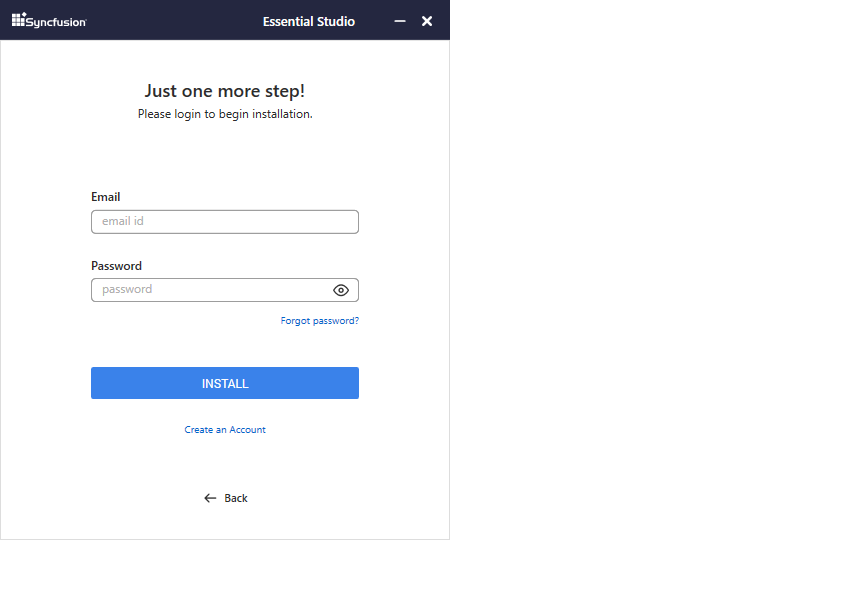 Syncfusion
Essential Studio
Just one more step!
Please login to begin installation.
Email
email id
Password
password
Forgot password?
INSTALL
Create an Account
Back